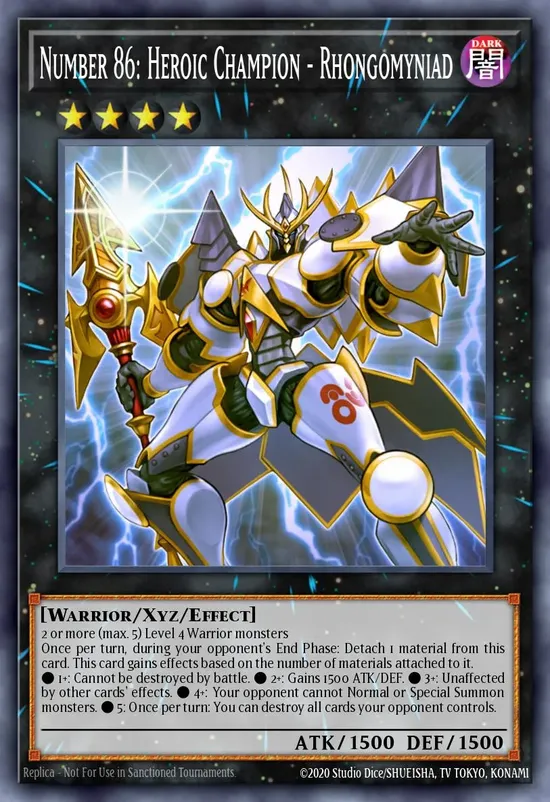 NUMBER 86: HEROIC CHAMPION - RHONGOMYNIAD
DARK
闇
86
[WARRIOR/XYZ/EFFECT]
2 or more (max. 5) Level 4 Warrior monsters
Once per turn, during your opponent's End Phase: Detach 1 material from this
card. This card gains effects based on the number of materials attached to it.
● 1+: Cannot be destroyed by battle. ● 2+: Gains 1500 ATK/DEF. ● 3+: Unaffected
by other cards' effects. ● 4+: Your opponent cannot Normal or Special Summon
monsters. ● 5: Once per turn: You can destroy all cards your opponent controls.
ATK/1500 DEF/1500
Replica - Not For Use in Sanctioned Tournaments
©2020 Studio Dice/SHUEISHA, TV TOKYO, KONAMI